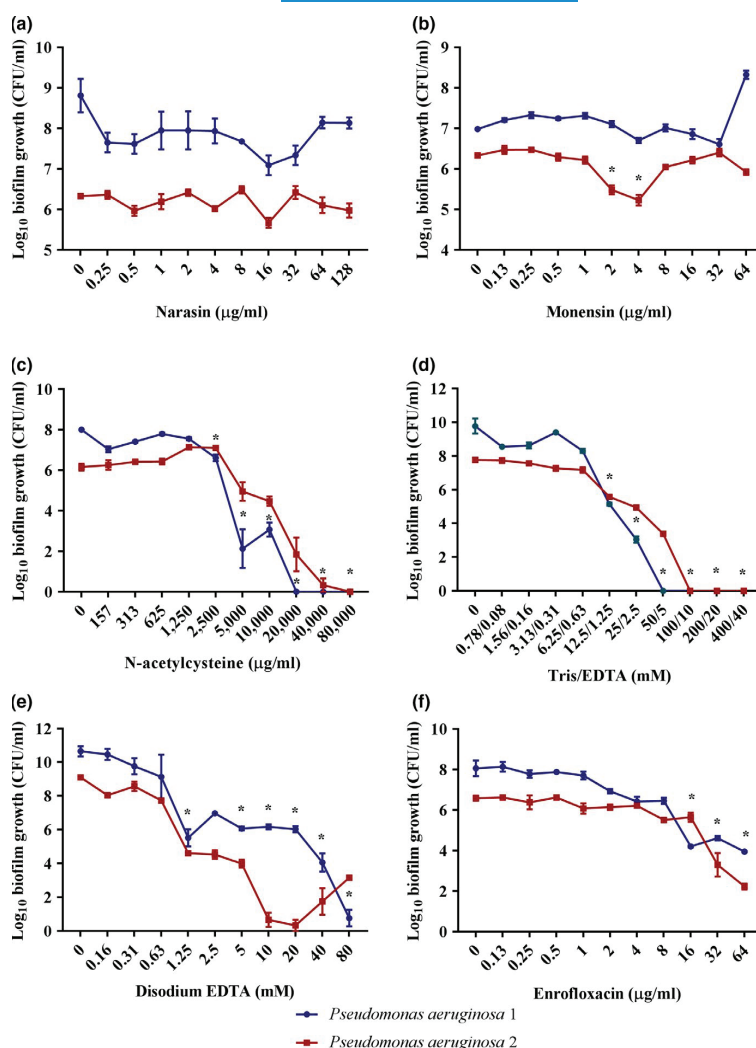 (a)
Log10 biofilm growth (CFU/ml)
10
9
8
7
6
5
0 0.25 0.5 1 2 4 8 16 32 64 128
Narasin (µg/ml)
(b)
Log10 biofilm growth (CFU/ml)
9
8
7
6
5
4
* *
0 0.13 0.25 0.5 1 2 4 8 16 32 64
Monensin (µg/ml)
(c)
Log10 biofilm growth (CFU/ml)
10
8
6
4
2
0
* * * * * *
0 157 313 625 1,250 2,500 5,000 10,000 20,000 40,000 80,000
N-acetylcysteine (µg/ml)
(d)
Log10 biofilm growth (CFU/ml)
12
10
8
6
4
2
0
* * * * * *
0 0.78/0.08 1.56/0.16 3.13/0.31 6.25/0.63 12.5/1.25 25/2.5 50/5 100/10 200/20 400/40
Tris/EDTA (mM)
(e)
Log10 biofilm growth (CFU/ml)
12
10
8
6
4
2
0
* * * * * *
0 0.16 0.31 0.63 1.25 2.5 5 10 20 40 80
Disodium EDTA (mM)
(f)
Log10 biofilm growth (CFU/ml)
10
8
6
4
2
0
* * *
0 0.13 0.25 0.5 1 2 4 8 16 32 64
Enrofloxacin (µg/ml)
Pseudomonas aeruginosa 1
Pseudomonas aeruginosa 2